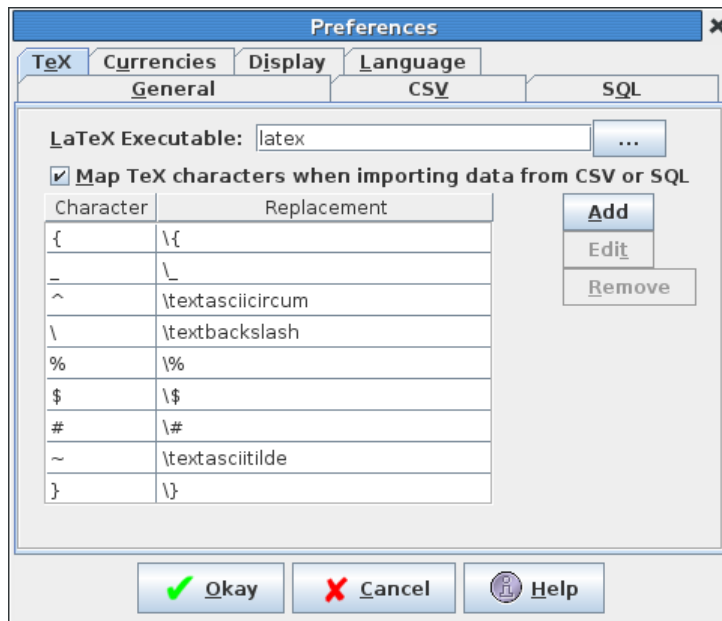 Preferences
TeX Currencies Display Language
General CSV SQL
LaTeX Executable: latex ...
Map TeX characters when importing data from CSV or SQL
Character Replacement Add
{ \{ Edit
_ \_
^ \textasciicircum Remove
\ \textbackslash
% \%
$ \$
# \#
~ \textasciitilde
} \}
Okay Cancel Help